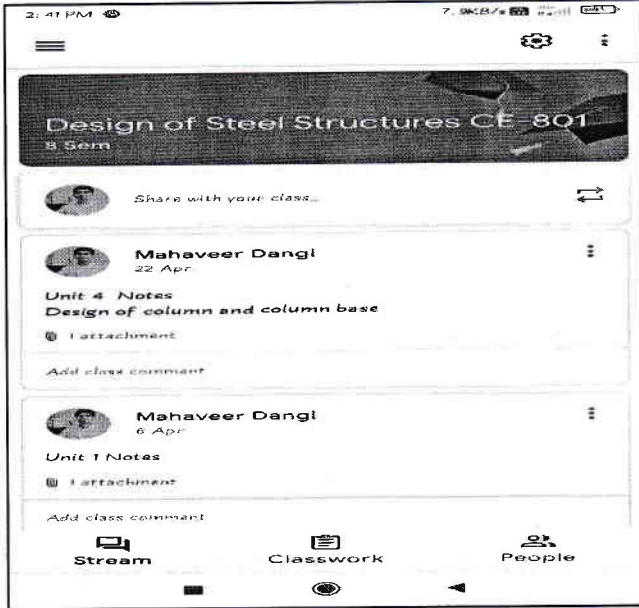 2:41 PM
7.9KB/s
Design of Steel Structures CE-801
8 Sem
Share with your class...
Mahaveer Dangi
22 Apr
Unit 4 Notes
Design of column and column base
1 attachment
Add class comment
Mahaveer Dangi
6 Apr
Unit 1 Notes
1 attachment
Add class comment
Stream
Classwork
People